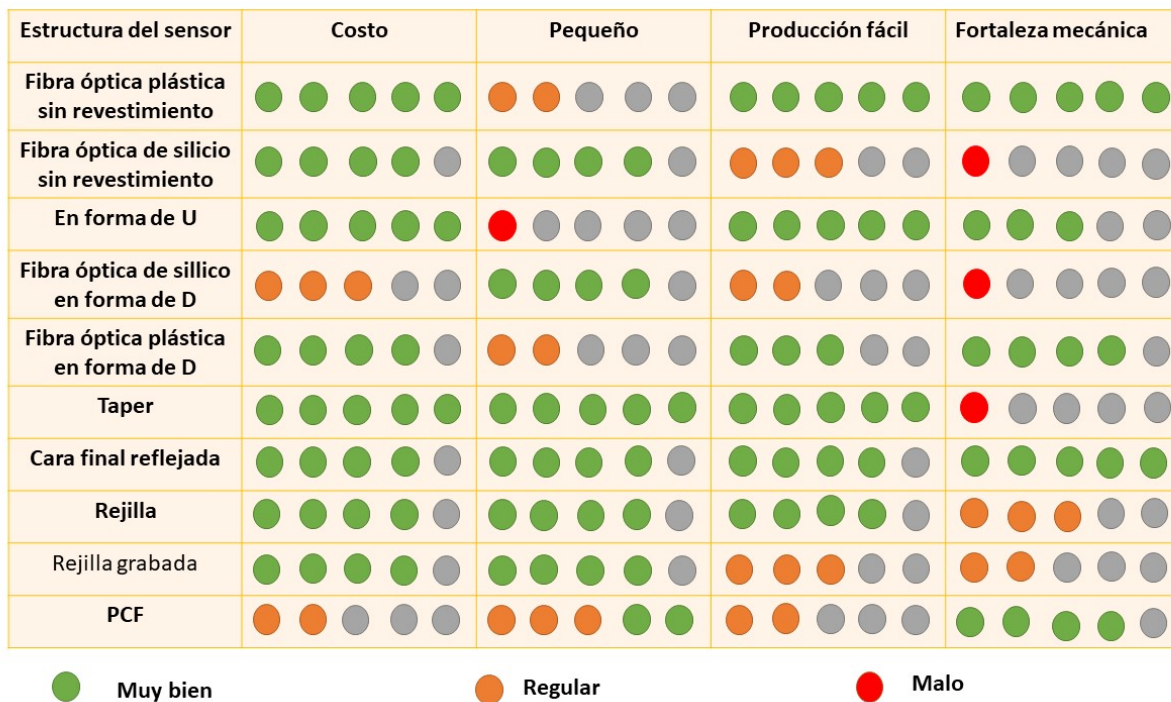 Estructura del sensor Costo Pequeño Producción fácil Fortaleza mecánica
Fibra óptica plástica
sin revestimiento
Fibra óptica de silicio
sin revestimiento
En forma de U
Fibra óptica de sillico
en forma de D
Fibra óptica plástica
en forma de D
Taper
Cara final reflejada
Rejilla
Rejilla grabada
PCF
Muy bien Regular Malo